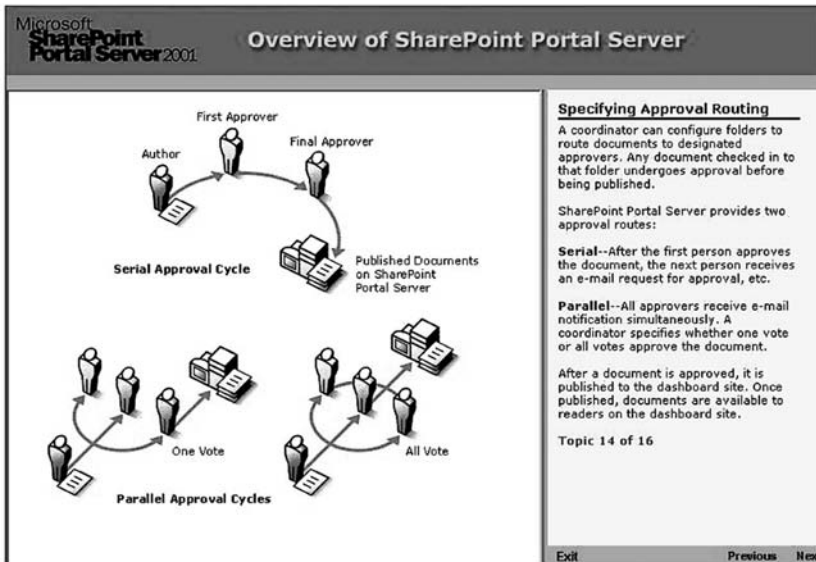 Microsoft
SharePoint
Portal Server 2001
Overview of SharePoint Portal Server
First Approver
Final Approver
Author
Serial Approval Cycle
Published Documents
on SharePoint
Portal Server
One Vote
All Vote
Parallel Approval Cycles
Specifying Approval Routing
A coordinator can configure folders to
route documents to designated
approvers. Any document checked in to
that folder undergoes approval before
being published.
SharePoint Portal Server provides two
approval routes:
Serial--After the first person approves
the document, the next person receives
an e-mail request for approval, etc.
Parallel--All approvers receive e-mail
notification simultaneously. A
coordinator specifies whether one vote
or all votes approve the document.
After a document is approved, it is
published to the dashboard site. Once
published, documents are available to
readers on the dashboard site.
Topic 14 of 16
Exit
Previous
Nex